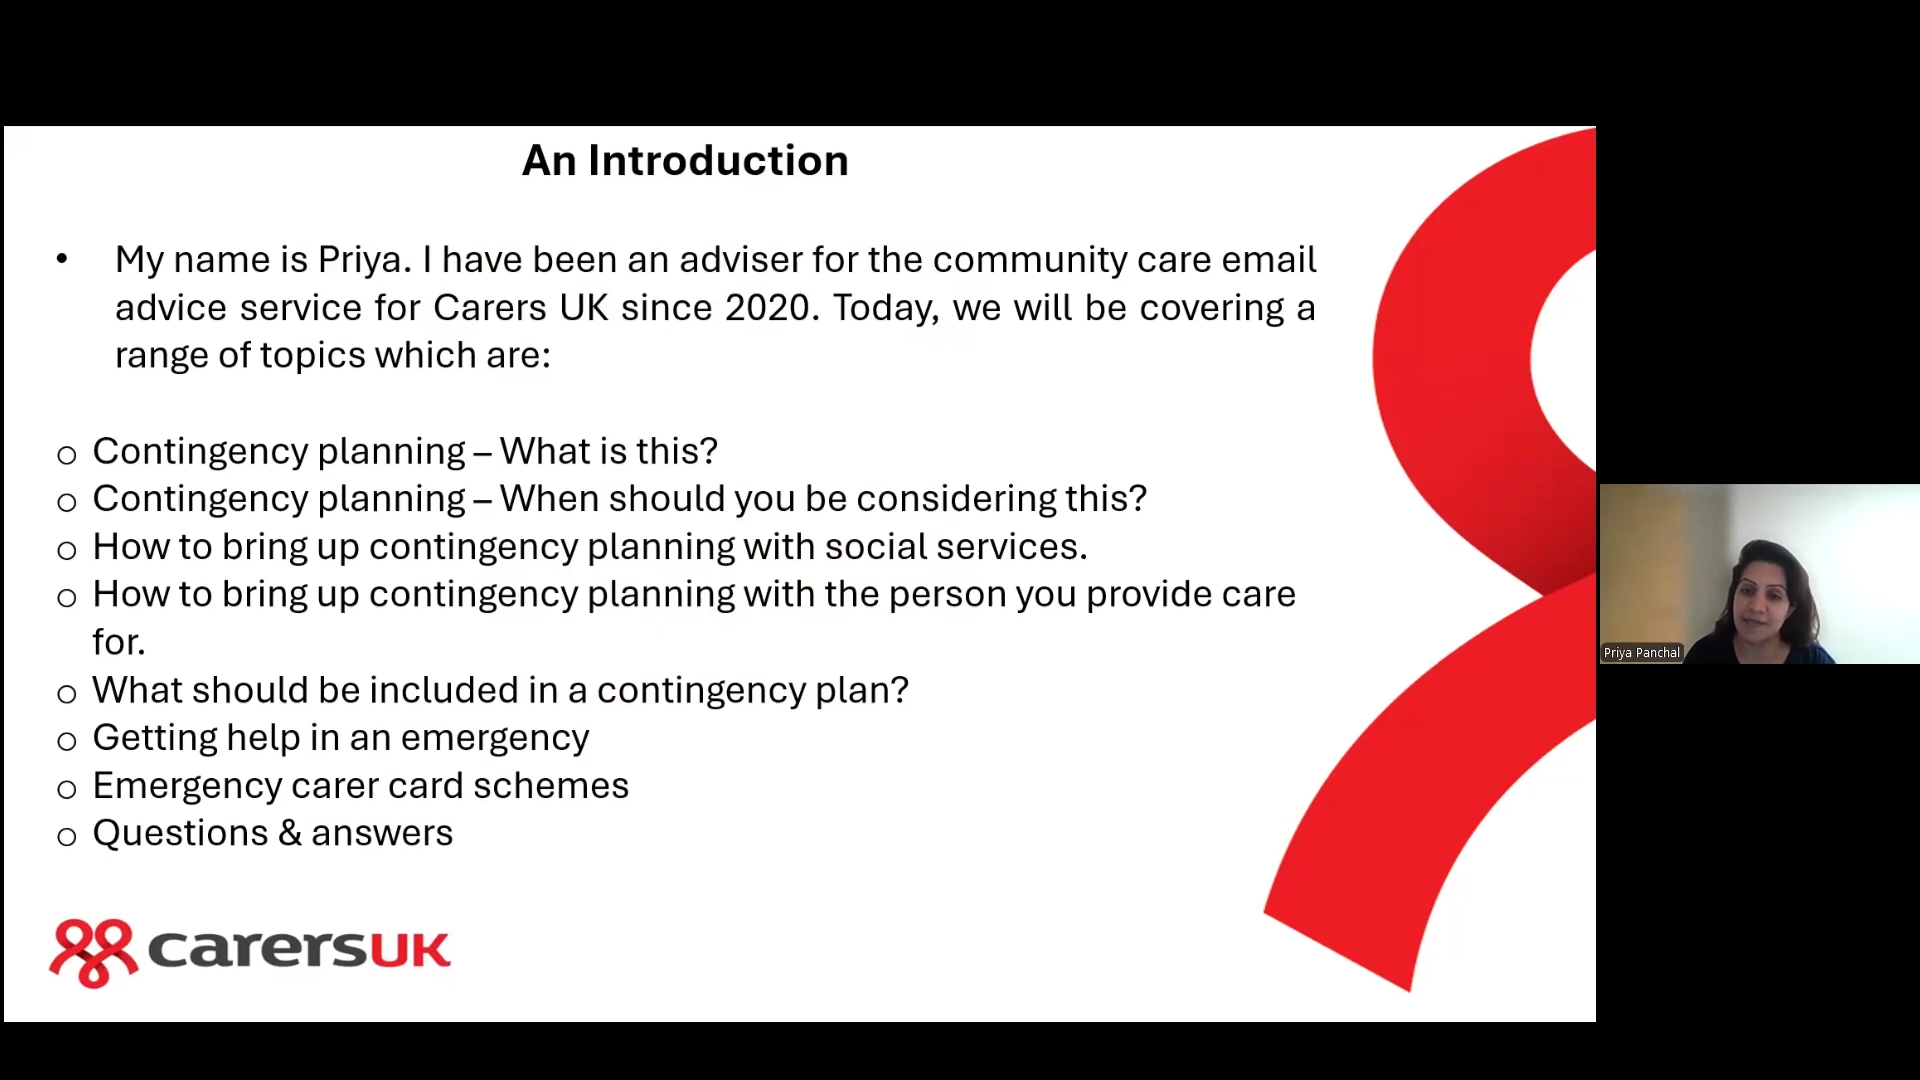 An Introduction
• My name is Priya. I have been an adviser for the community care email
advice service for Carers UK since 2020. Today, we will be covering a
range of topics which are:
o Contingency planning – What is this?
o Contingency planning – When should you be considering this?
o How to bring up contingency planning with social services.
o How to bring up contingency planning with the person you provide care
for.
o What should be included in a contingency plan?
o Getting help in an emergency
o Emergency carer card schemes
o Questions & answers
carersUK
Priya Panchal